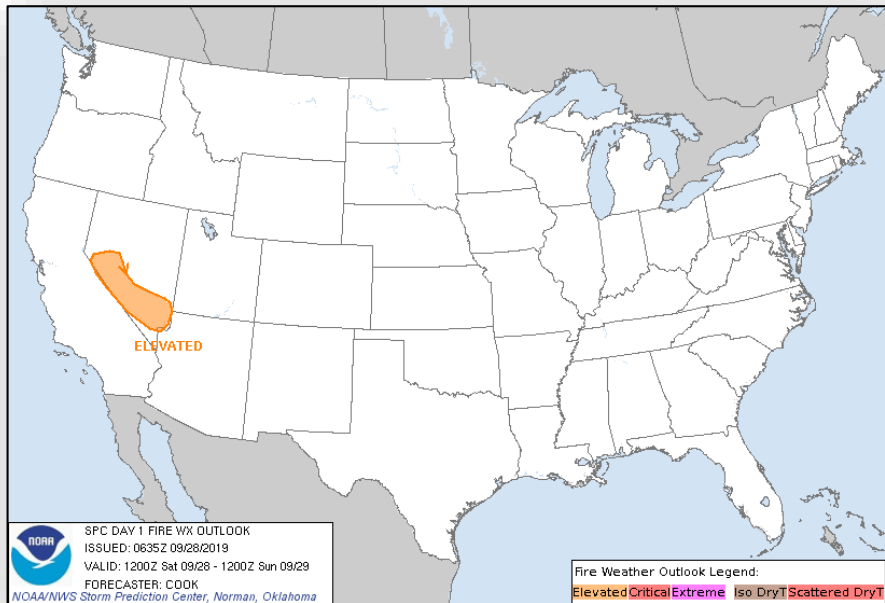 ELEVATED
NOAA
SPC DAY 1 FIRE WX OUTLOOK
ISSUED: 0635Z 09/28/2019
VALID: 1200Z Sat 09/28 - 1200Z Sun 09/29
FORECASTER: COOK
NOAA/NWS Storm Prediction Center, Norman, Oklahoma
Fire Weather Outlook Legend:
Elevated Critical Extreme Iso DryT Scattered DryT